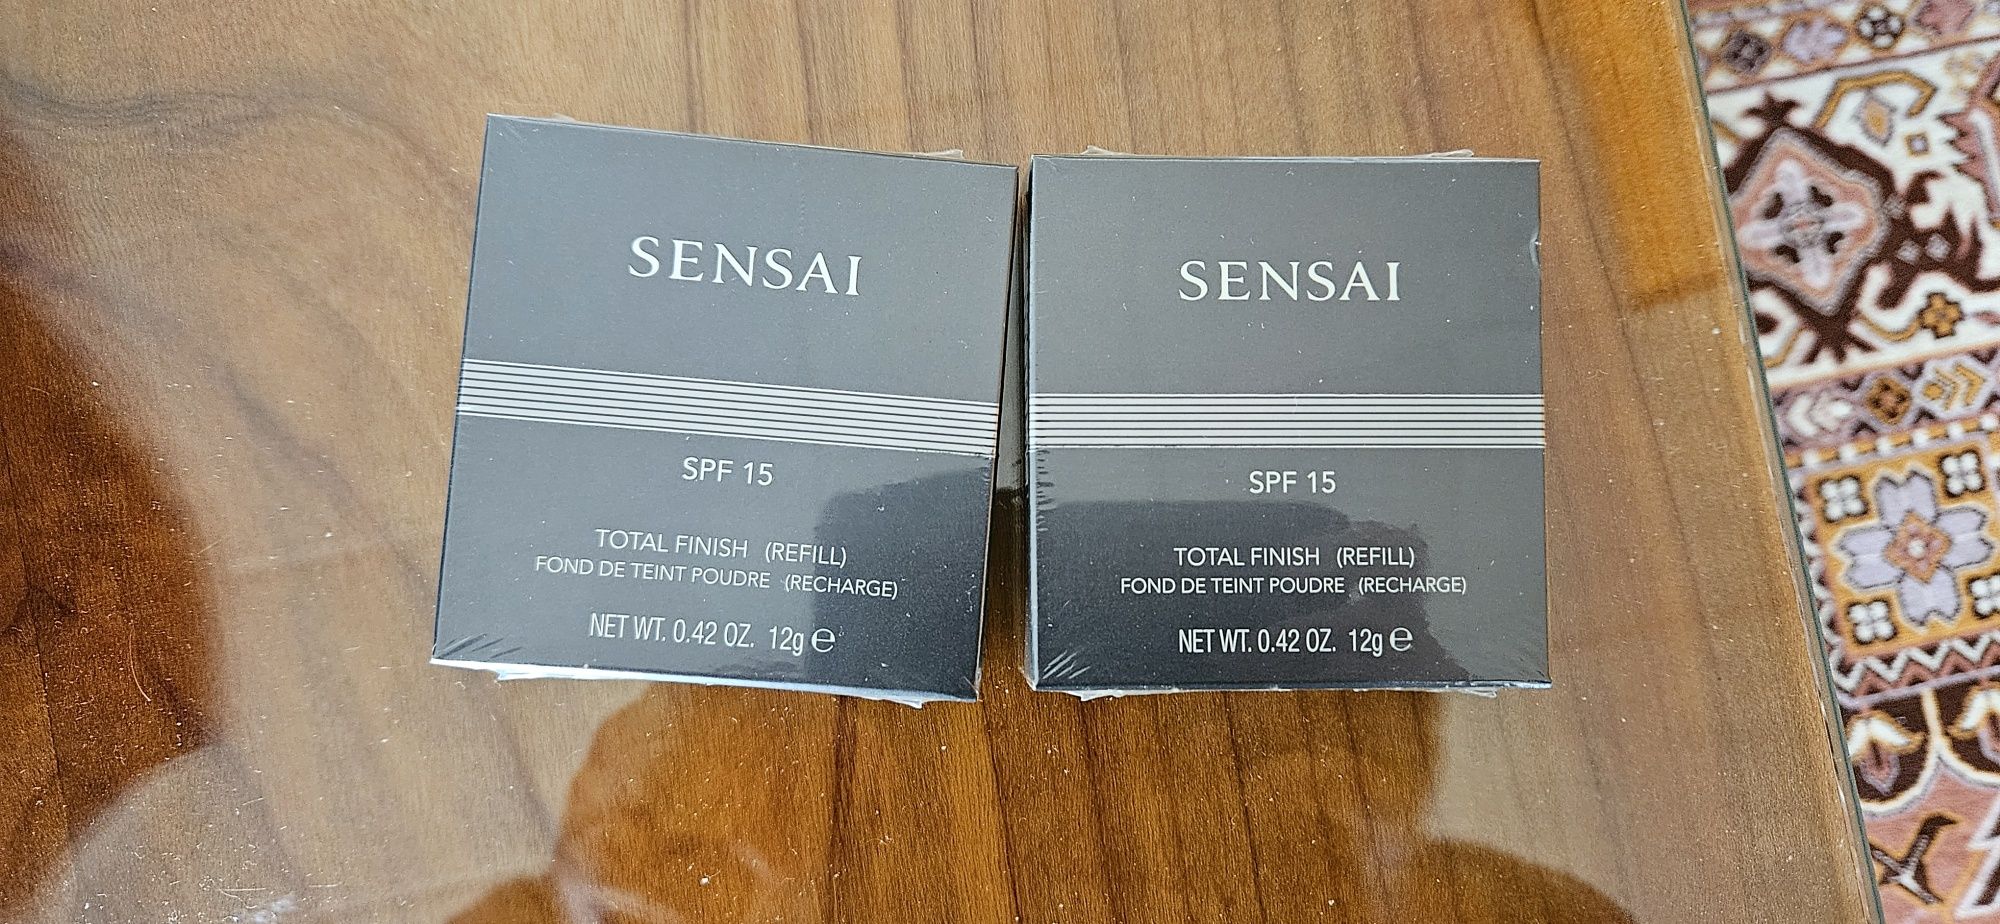 SENSAI
SPF 15
TOTAL FINISH (REFILL)
FOND DE TEINT POUDRE (RECHARGE)
NET WT. 0.42 OZ. 12g ℮
SENSAI
SPF 15
TOTAL FINISH (REFILL)
FOND DE TEINT POUDRE (RECHARGE)
NET WT. 0.42 OZ. 12g ℮